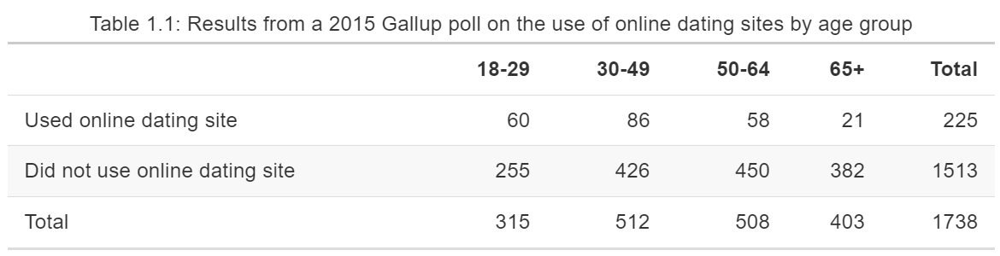 Table 1.1: Results from a 2015 Gallup poll on the use of online dating sites by age group
18-29 30-49 50-64 65+ Total
Used online dating site 60 86 58 21 225
Did not use online dating site 255 426 450 382 1513
Total 315 512 508 403 1738